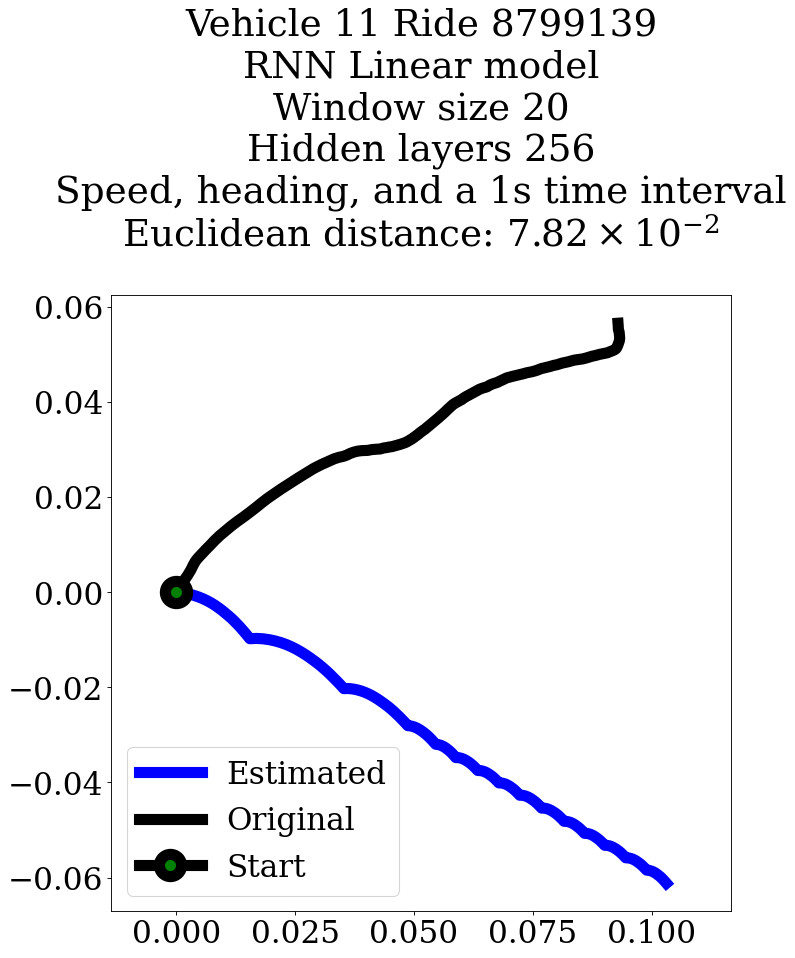 Vehicle 11 Ride 8799139
RNN Linear model
Window size 20
Hidden layers 256
Speed, heading, and a 1s time interval
Euclidean distance: 7.82 × 10⁻²
0.06
0.04
0.02
0.00
−0.02
−0.04
−0.06
Estimated
Original
Start
0.000 0.025 0.050 0.075 0.100